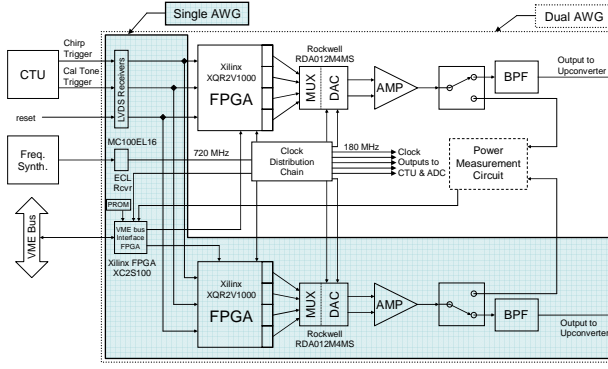 Single AWG
Dual AWG
CTU
Chirp
Trigger
Cal Tone
Trigger
reset
LVDS Receivers
Xilinx
XQR2V1000
FPGA
Rockwell
RDA012M4MS
MUX
DAC
AMP
BPF
Output to
Upconverter
MC100EL16
Freq.
Synth.
ECL
Rcvr
720 MHz
Clock
Distribution
Chain
180 MHz
Clock
Outputs to
CTU & ADC
Power
Measurement
Circuit
PROM
VME Bus
VME bus
Interface
FPGA
Xilinx FPGA
XC2S100
Xilinx
XQR2V1000
FPGA
MUX
DAC
Rockwell
RDA012M4MS
AMP
BPF
Output to
Upconverter